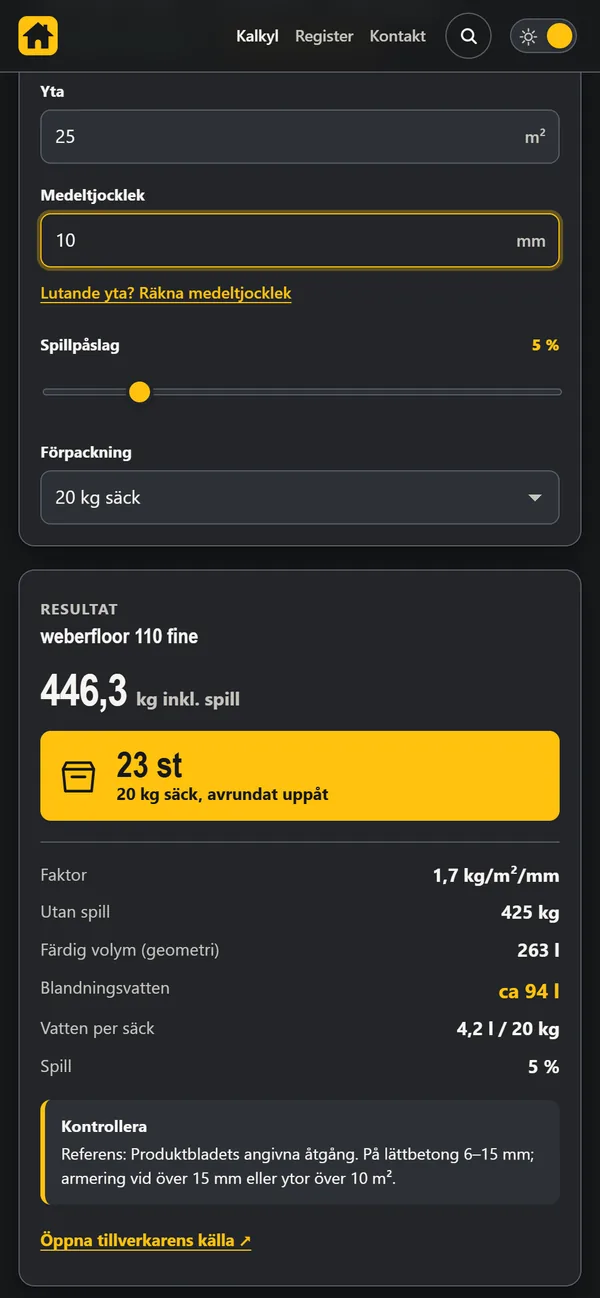 Kalkyl Register Kontakt
Yta
25 m²
Medeltjocklek
10 mm
Lutande yta? Räkna medeltjocklek
Spillpåslag 5 %
Förpackning
20 kg säck
RESULTAT
weberfloor 110 fine
446,3 kg inkl. spill
23 st
20 kg säck, avrundat uppåt
Faktor 1,7 kg/m²/mm
Utan spill 425 kg
Färdig volym (geometri) 263 l
Blandningsvatten ca 94 l
Vatten per säck 4,2 l / 20 kg
Spill 5 %
Kontrollera
Referens: Produktbladets angivna åtgång. På lättbetong 6–15 mm;
armering vid över 15 mm eller ytor över 10 m².
Öppna tillverkarens källa ↗